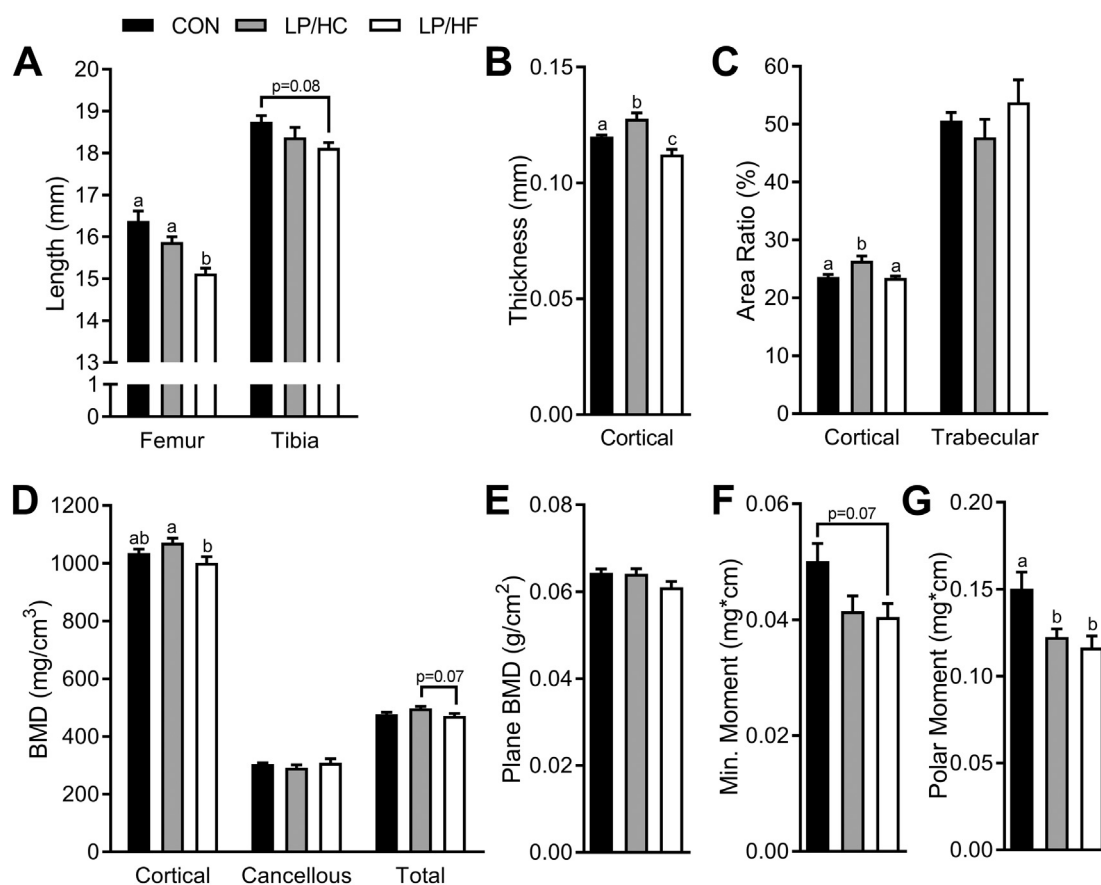 CON LP/HC LP/HF
A
Length (mm)
20
19
18
17
16
15
14
13
1
0
a a b
p=0.08
Femur Tibia
B
Thickness (mm)
0.15
0.10
0.05
0.00
a b c
Cortical
C
Area Ratio (%)
60
50
40
30
20
10
0
a b a
Cortical Trabecular
D
BMD (mg/cm³)
1200
1000
800
600
400
200
0
ab a b
p=0.07
Cortical Cancellous Total
E
Plane BMD (g/cm²)
0.08
0.06
0.04
0.02
0.00
F
Min. Moment (mg*cm)
0.06
0.04
0.02
0.00
p=0.07
G
Polar Moment (mg*cm)
0.20
0.15
0.10
0.05
0.00
a b b